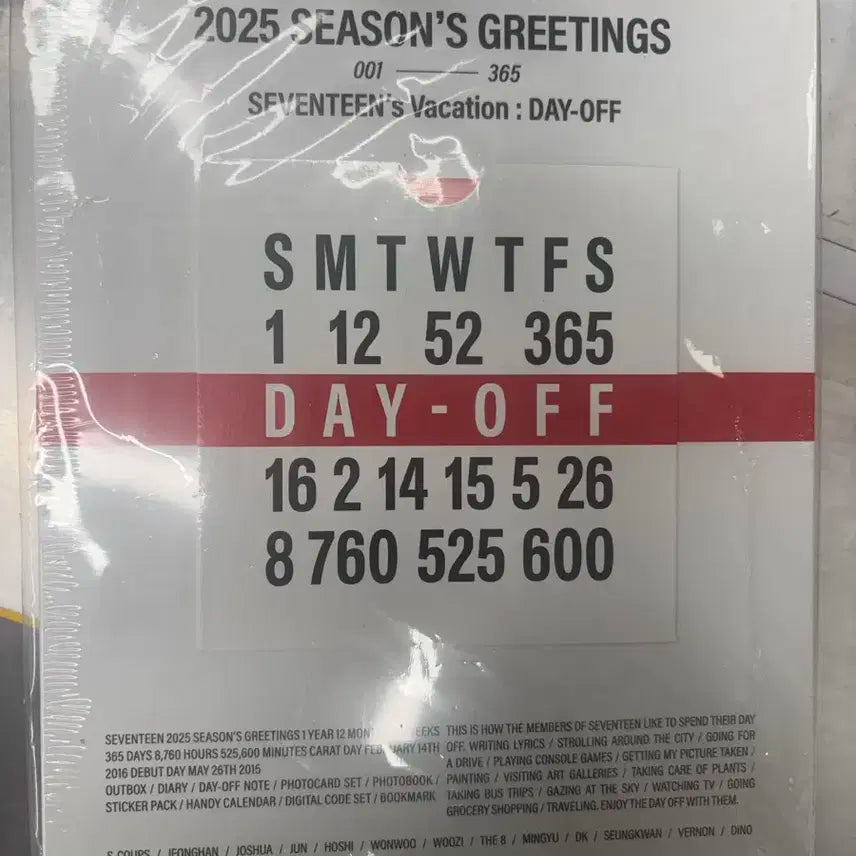 2025 SEASON'S GREETINGS
001 ——— 365
SEVENTEEN's Vacation : DAY-OFF
S M T W T F S
1 12 52 365
DAY-OFF
16 2 14 15 5 26
8 760 525 600
SEVENTEEN 2025 SEASON'S GREETINGS 1 YEAR 12
365 DAYS 8,760 HOURS 525,600 MINUTES CARAT DAY FEBRUARY 14TH
2016 DEBUT DAY MAY 26TH 2015
OUTBOX / DIARY / DAY-OFF NOTE / PHOTOCARD SET / PHOTOBOOK /
STICKER PACK / HANDY CALENDAR / DIGITAL CODE SET / BOOKMARK
THIS IS HOW THE MEMBERS OF SEVENTEEN LIKE TO SPEND THEIR DAY
OFF. WRITING LYRICS / STROLLING AROUND THE CITY / GOING FOR
A DRIVE / PLAYING CONSOLE GAMES / GETTING MY PICTURE TAKEN /
PAINTING / VISITING ART GALLERIES / TAKING CARE OF PLANTS /
TAKING BUS TRIPS / GAZING AT THE SKY / WATCHING TV / GOING
GROCERY SHOPPING / TRAVELING. ENJOY THE DAY OFF WITH THEM.
S.COUPS / JEONGHAN / JOSHUA / JUN / HOSHI / WONWOO / WOOZI / THE 8 / MINGYU / DK / SEUNGKWAN / VERNON / DINO